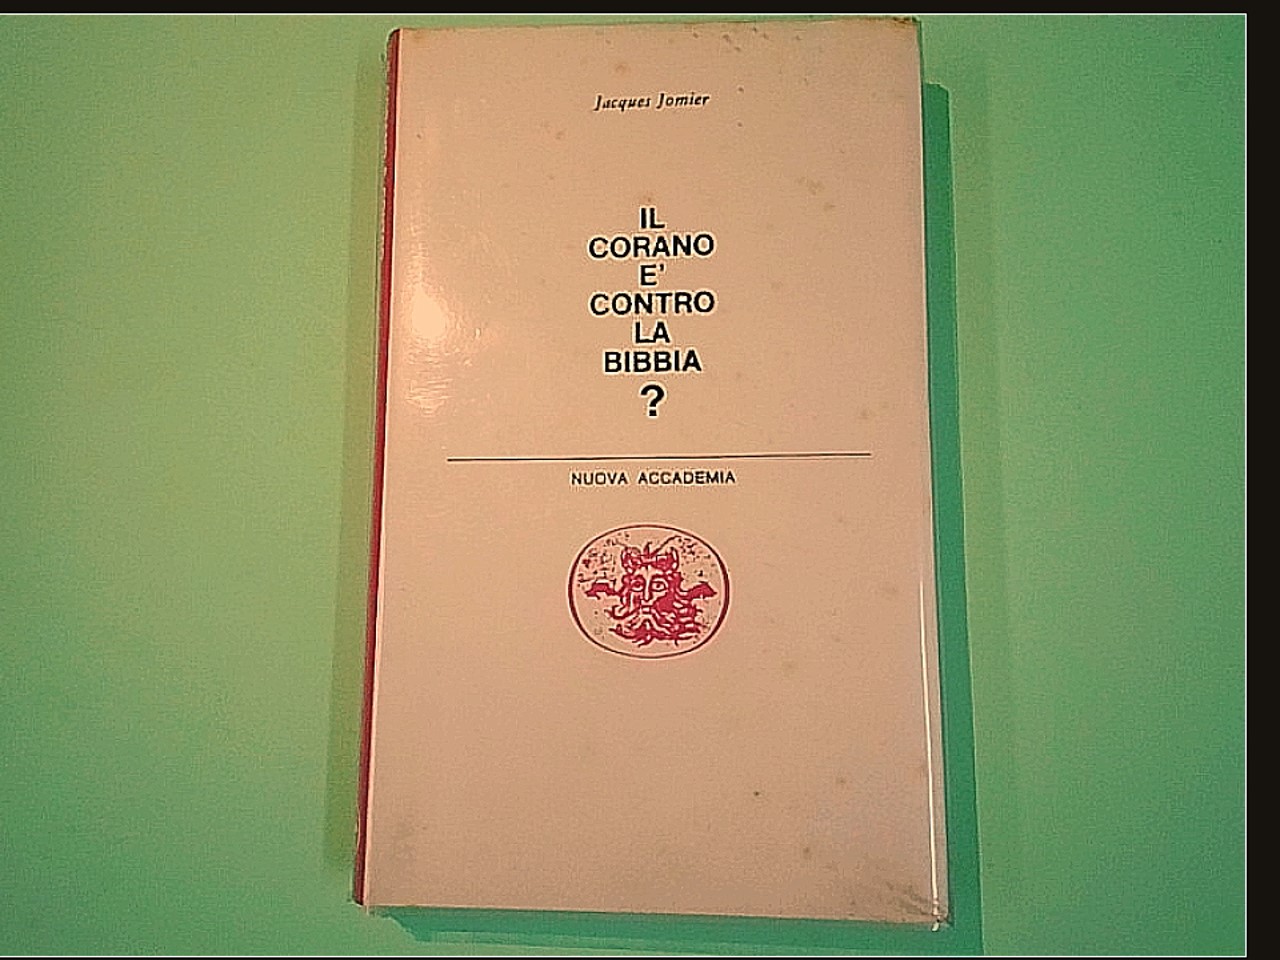 Jacques Jomier
IL
CORANO
E'
CONTRO
LA
BIBBIA
?
NUOVA ACCADEMIA